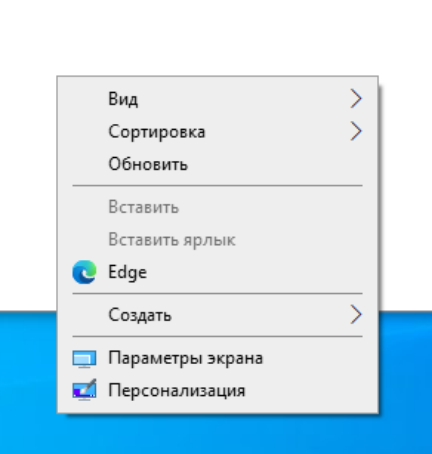 Вид
Сортировка
Обновить
Вставить
Вставить ярлык
Edge
Создать
Параметры экрана
Персонализация